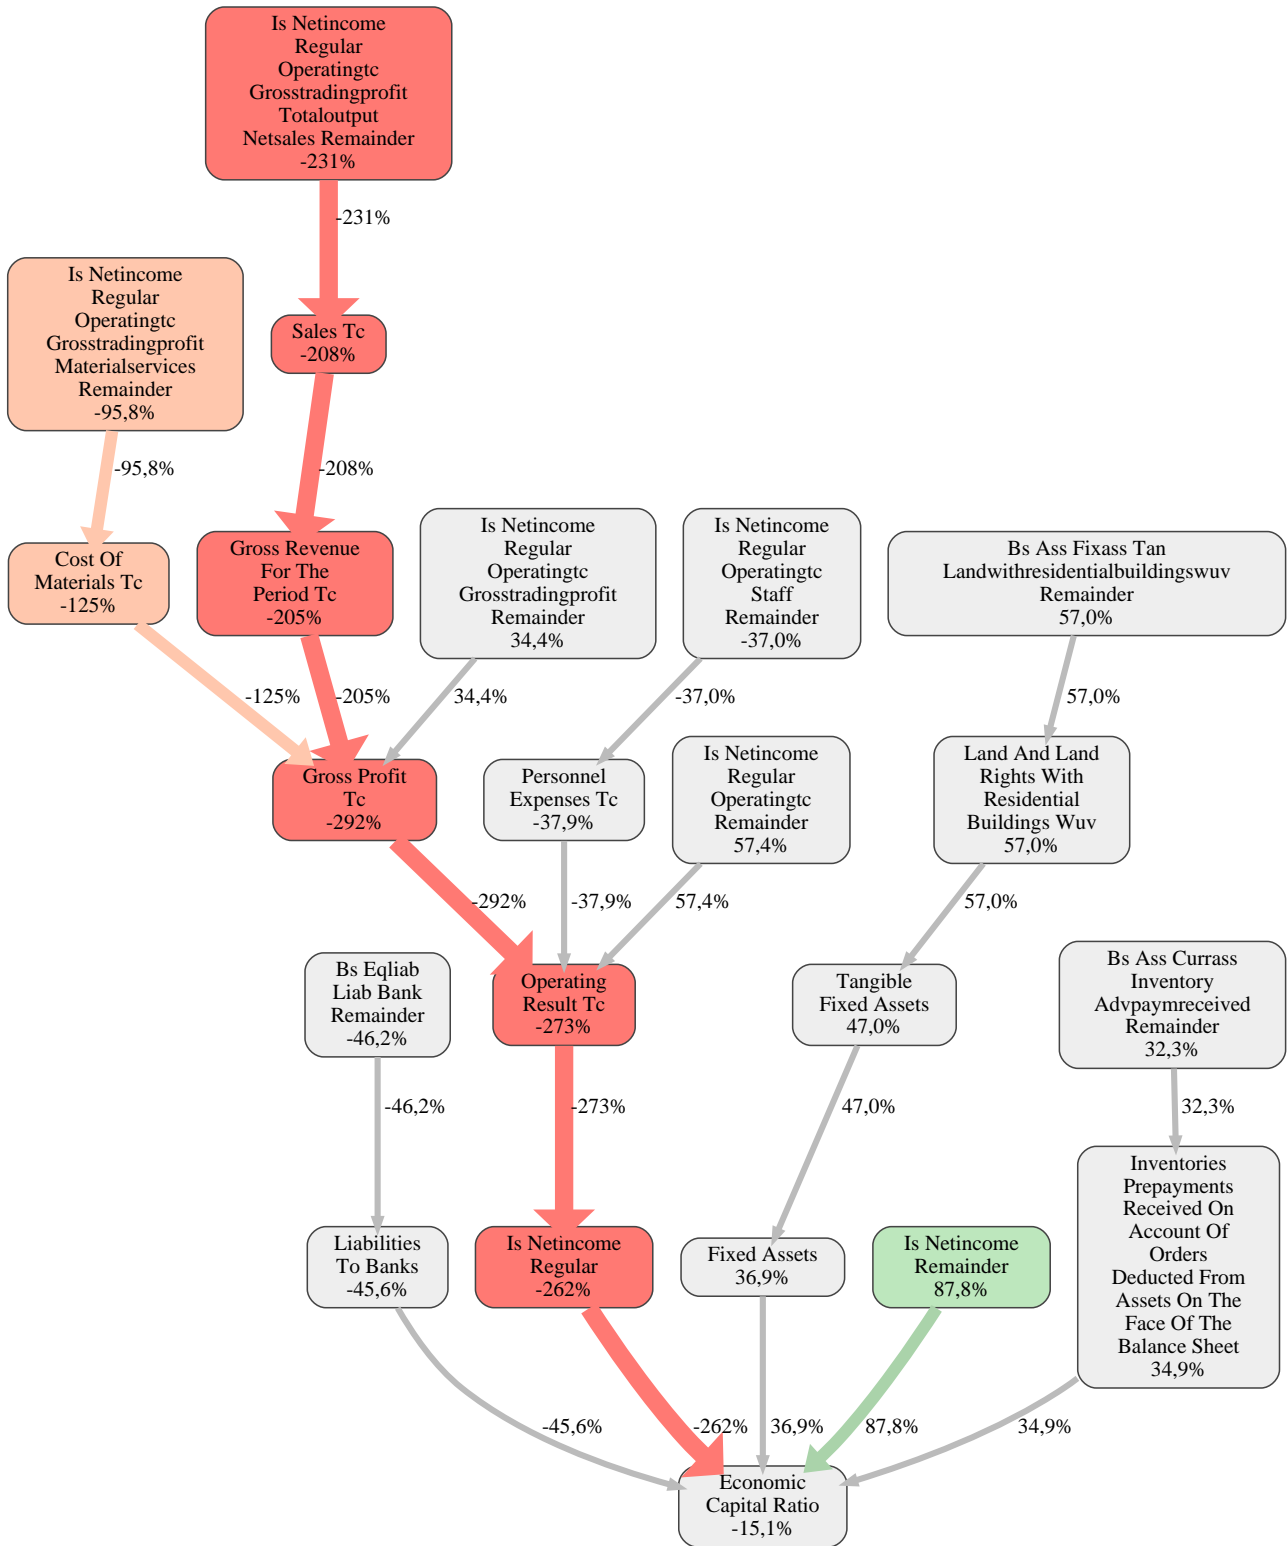 Is Netincome
Regular
Operatingtc
Grosstradingprofit
Totaloutput
Netsales Remainder
-231%
-231%
Is Netincome
Regular
Operatingtc
Grosstradingprofit
Materialservices
Remainder
-95,8%
Sales Tc
-208%
-95,8%
-208%
Cost Of
Materials Tc
-125%
Gross Revenue
For The
Period Tc
-205%
Is Netincome
Regular
Operatingtc
Grosstradingprofit
Remainder
34,4%
Is Netincome
Regular
Operatingtc
Staff
Remainder
-37,0%
Bs Ass Fixass Tan
Landwithresidentialbuildingswuv
Remainder
57,0%
-125%
-205%
34,4%
-37,0%
57,0%
Gross Profit
Tc
-292%
Personnel
Expenses Tc
-37,9%
Is Netincome
Regular
Operatingtc
Remainder
57,4%
Land And Land
Rights With
Residential
Buildings Wuv
57,0%
-292%
-37,9%
57,4%
57,0%
Bs Eqliab
Liab Bank
Remainder
-46,2%
Operating
Result Tc
-273%
Tangible
Fixed Assets
47,0%
Bs Ass Currass
Inventory
Advpaymreceived
Remainder
32,3%
-46,2%
-273%
47,0%
32,3%
Liabilities
To Banks
-45,6%
Is Netincome
Regular
-262%
Fixed Assets
36,9%
Is Netincome
Remainder
87,8%
Inventories
Prepayments
Received On
Account Of
Orders
Deducted From
Assets On The
Face Of The
Balance Sheet
34,9%
-45,6%
-262%
36,9%
87,8%
34,9%
Economic
Capital Ratio
-15,1%